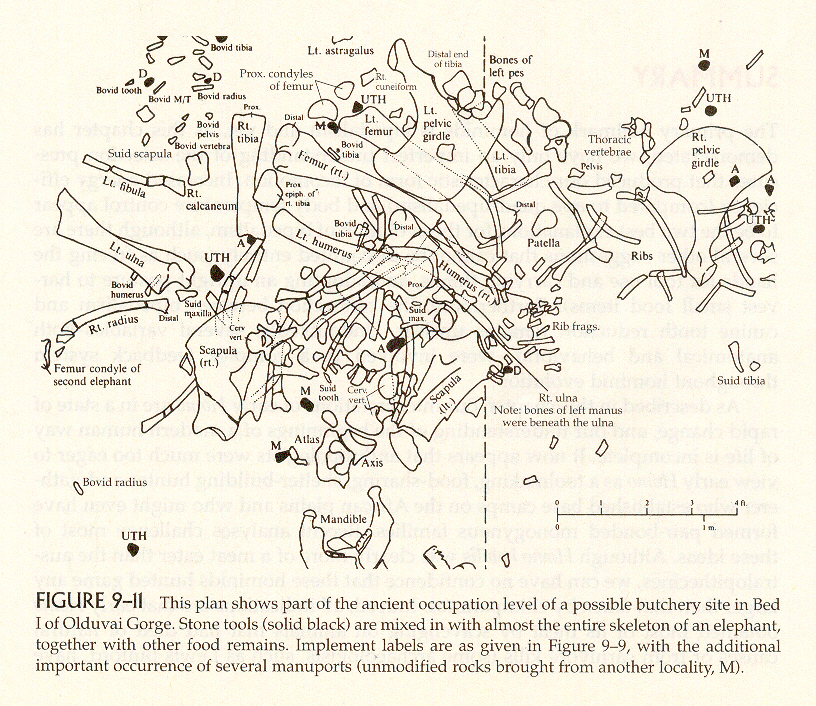 Bovid tibia
Lt. astragalus
Distal end
of tibia
Bones of
left pes
M
D
D
Prox. condyles
of femur
Rt.
cuneiform
Bovid tooth
Bovid M/T
Bovid radius
UTH
UTH
Prox.
Distal
M
Lt.
femur
Lt.
pelvic
girdle
Bovid
pelvis
Bovid vertebra
Rt.
tibia
Bovid
tibia
Thoracic
vertebrae
Rt.
pelvic
girdle
Suid scapula
Femur (rt.)
Lt.
tibia
Pelvis
A
A
Lt. fibula
Rt.
calcaneum
Prox
epiph. of
rt. tibia
Distal
UTH
Bovid
tibia
Distal
Patella
A
Lt. humerus
Lt. ulna
Ribs
UTH
Humerus (rt.)
Prox.
Bovid
humerus
Suid
maxilla
Distal
Rt. radius
Cerv
vert.
Suid
max.
Rib frags.
A
Scapula
(rt.)
Femur condyle of
second elephant
D
Suid
tooth
Cerv.
vert.
Scapula
(lt.)
Suid tibia
M
Rt. ulna
Note: bones of left manus
were beneath the ulna
M
Atlas
Axis
Bovid radius
Mandible
UTH
0 1 2 3 4 ft.
0 1 m.
FIGURE 9–11 This plan shows part of the ancient occupation level of a possible butchery site in Bed
I of Olduvai Gorge. Stone tools (solid black) are mixed in with almost the entire skeleton of an elephant,
together with other food remains. Implement labels are as given in Figure 9–9, with the additional
important occurrence of several manuports (unmodified rocks brought from another locality, M).